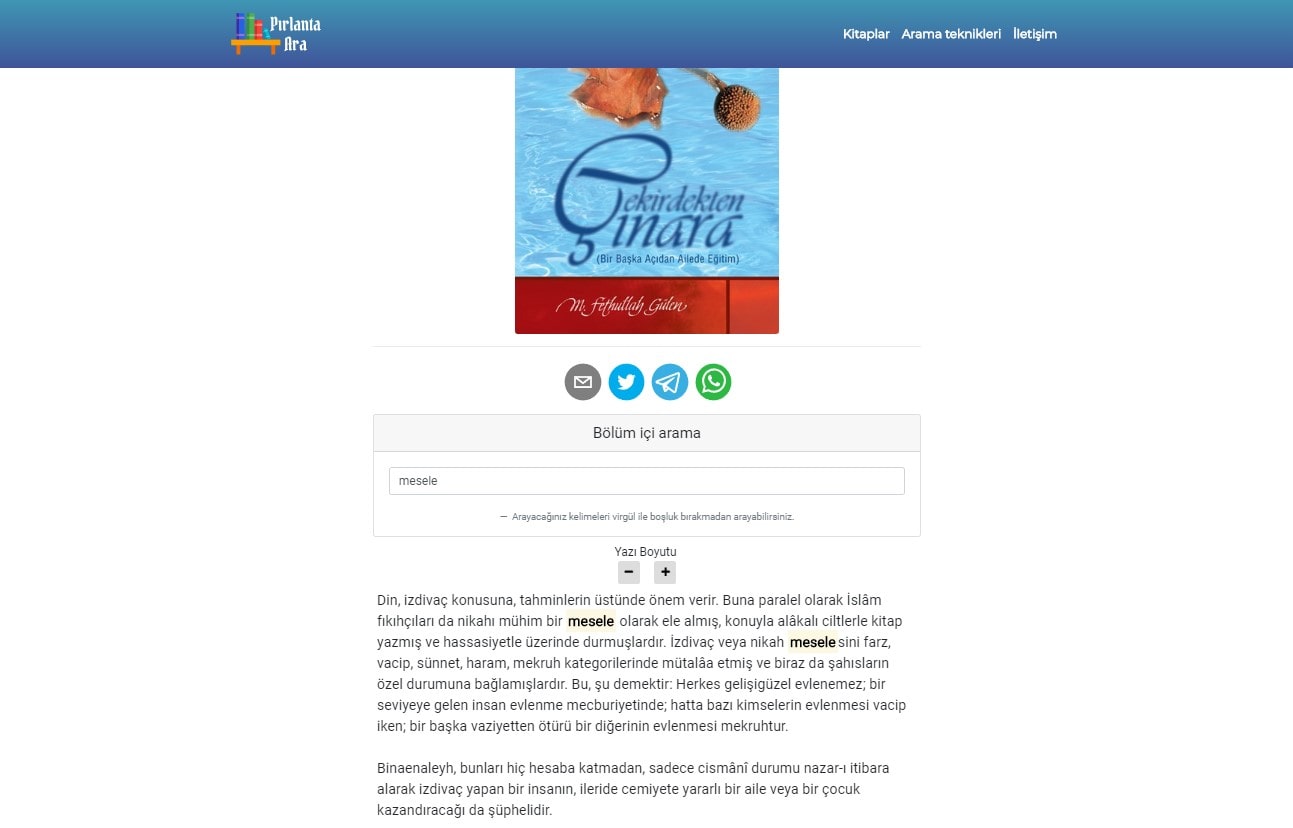 Pırlanta
Ara
Kitaplar Arama teknikleri İletişim
Çekirdekten
Çınara
(Bir Başka Açıdan Ailede Eğitim)
M. Fethullah Gülen
Bölüm içi arama
mesele
— Arayacağınız kelimeleri virgül ile boşluk bırakmadan arayabilirsiniz.
Yazı Boyutu
− +
Din, izdivaç konusuna, tahminlerin üstünde önem verir. Buna paralel olarak İslâm
fıkıhçıları da nikahı mühim bir mesele olarak ele almış, konuyla alâkalı ciltlerle kitap
yazmış ve hassasiyetle üzerinde durmuşlardır. İzdivaç veya nikah meselesini farz,
vacip, sünnet, haram, mekruh kategorilerinde mütalâa etmiş ve biraz da şahısların
özel durumuna bağlamışlardır. Bu, şu demektir: Herkes gelişigüzel evlenemez; bir
seviyeye gelen insan evlenme mecburiyetinde; hatta bazı kimselerin evlenmesi vacip
iken; bir başka vaziyetten ötürü bir diğerinin evlenmesi mekruhtur.
Binaenaleyh, bunları hiç hesaba katmadan, sadece cismânî durumu nazar-ı itibara
alarak izdivaç yapan bir insanın, ileride cemiyete yararlı bir aile veya bir çocuk
kazandıracağı da şüphelidir.